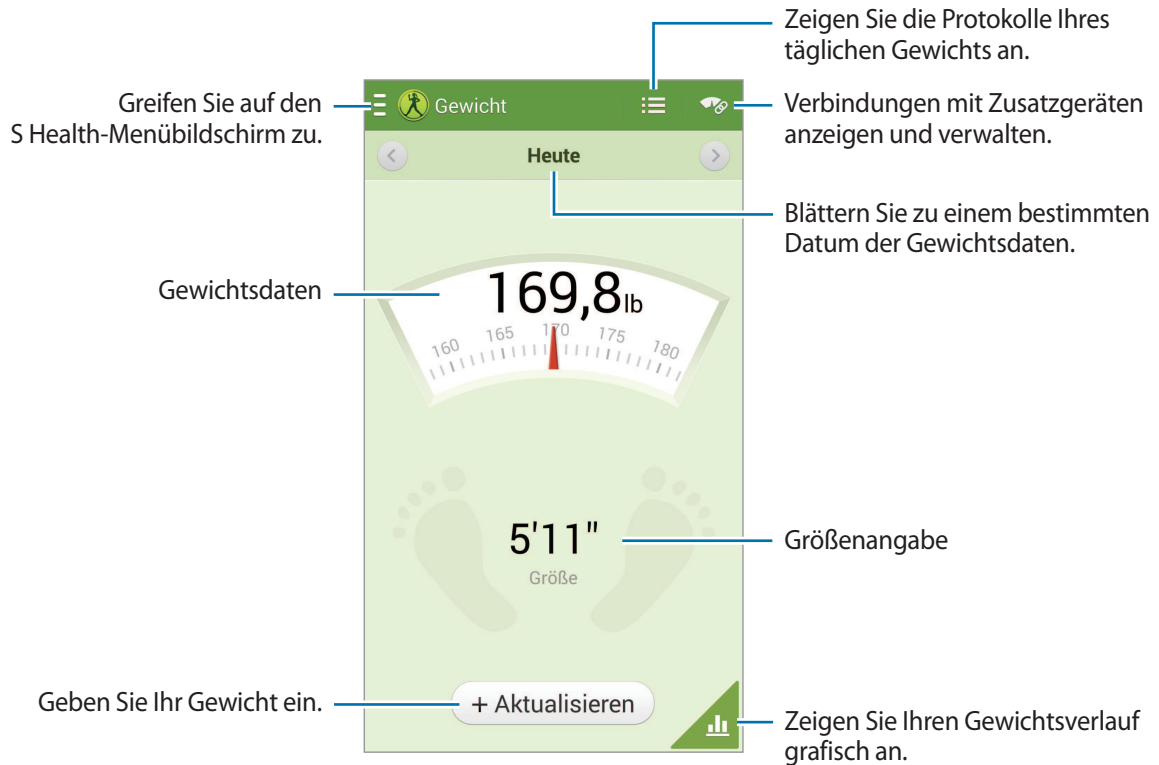 Zeigen Sie die Protokolle Ihres
täglichen Gewichts an.
Greifen Sie auf den
S Health-Menübildschirm zu.
Gewicht
Verbindungen mit Zusatzgeräten
anzeigen und verwalten.
Heute
Blättern Sie zu einem bestimmten
Datum der Gewichtsdaten.
Gewichtsdaten
169,8lb
160 165 170 175 180
5'11"
Größe
Größenangabe
Geben Sie Ihr Gewicht ein.
+ Aktualisieren
Zeigen Sie Ihren Gewichtsverlauf
grafisch an.